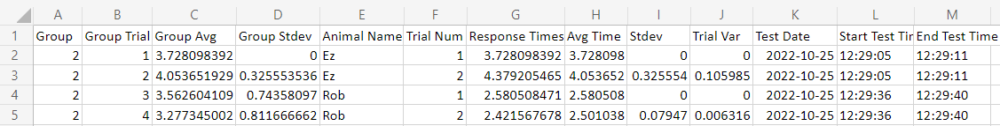 A B C D E F G H I J K L M
1 Group Group Trial Group Avg Group Stdev Animal Name Trial Num Response Times Avg Time Stdev Trial Var Test Date Start Test Tir End Test Time
2 2 1 3.728098392 0 Ez 1 3.728098392 3.728098 0 0 2022-10-25 12:29:05 12:29:11
3 2 2 4.053651929 0.325553536 Ez 2 4.379205465 4.053652 0.325554 0.105985 2022-10-25 12:29:05 12:29:11
4 2 3 3.562604109 0.74358097 Rob 1 2.580508471 2.580508 0 0 2022-10-25 12:29:36 12:29:40
5 2 4 3.277345002 0.811666662 Rob 2 2.421567678 2.501038 0.07947 0.006316 2022-10-25 12:29:36 12:29:40